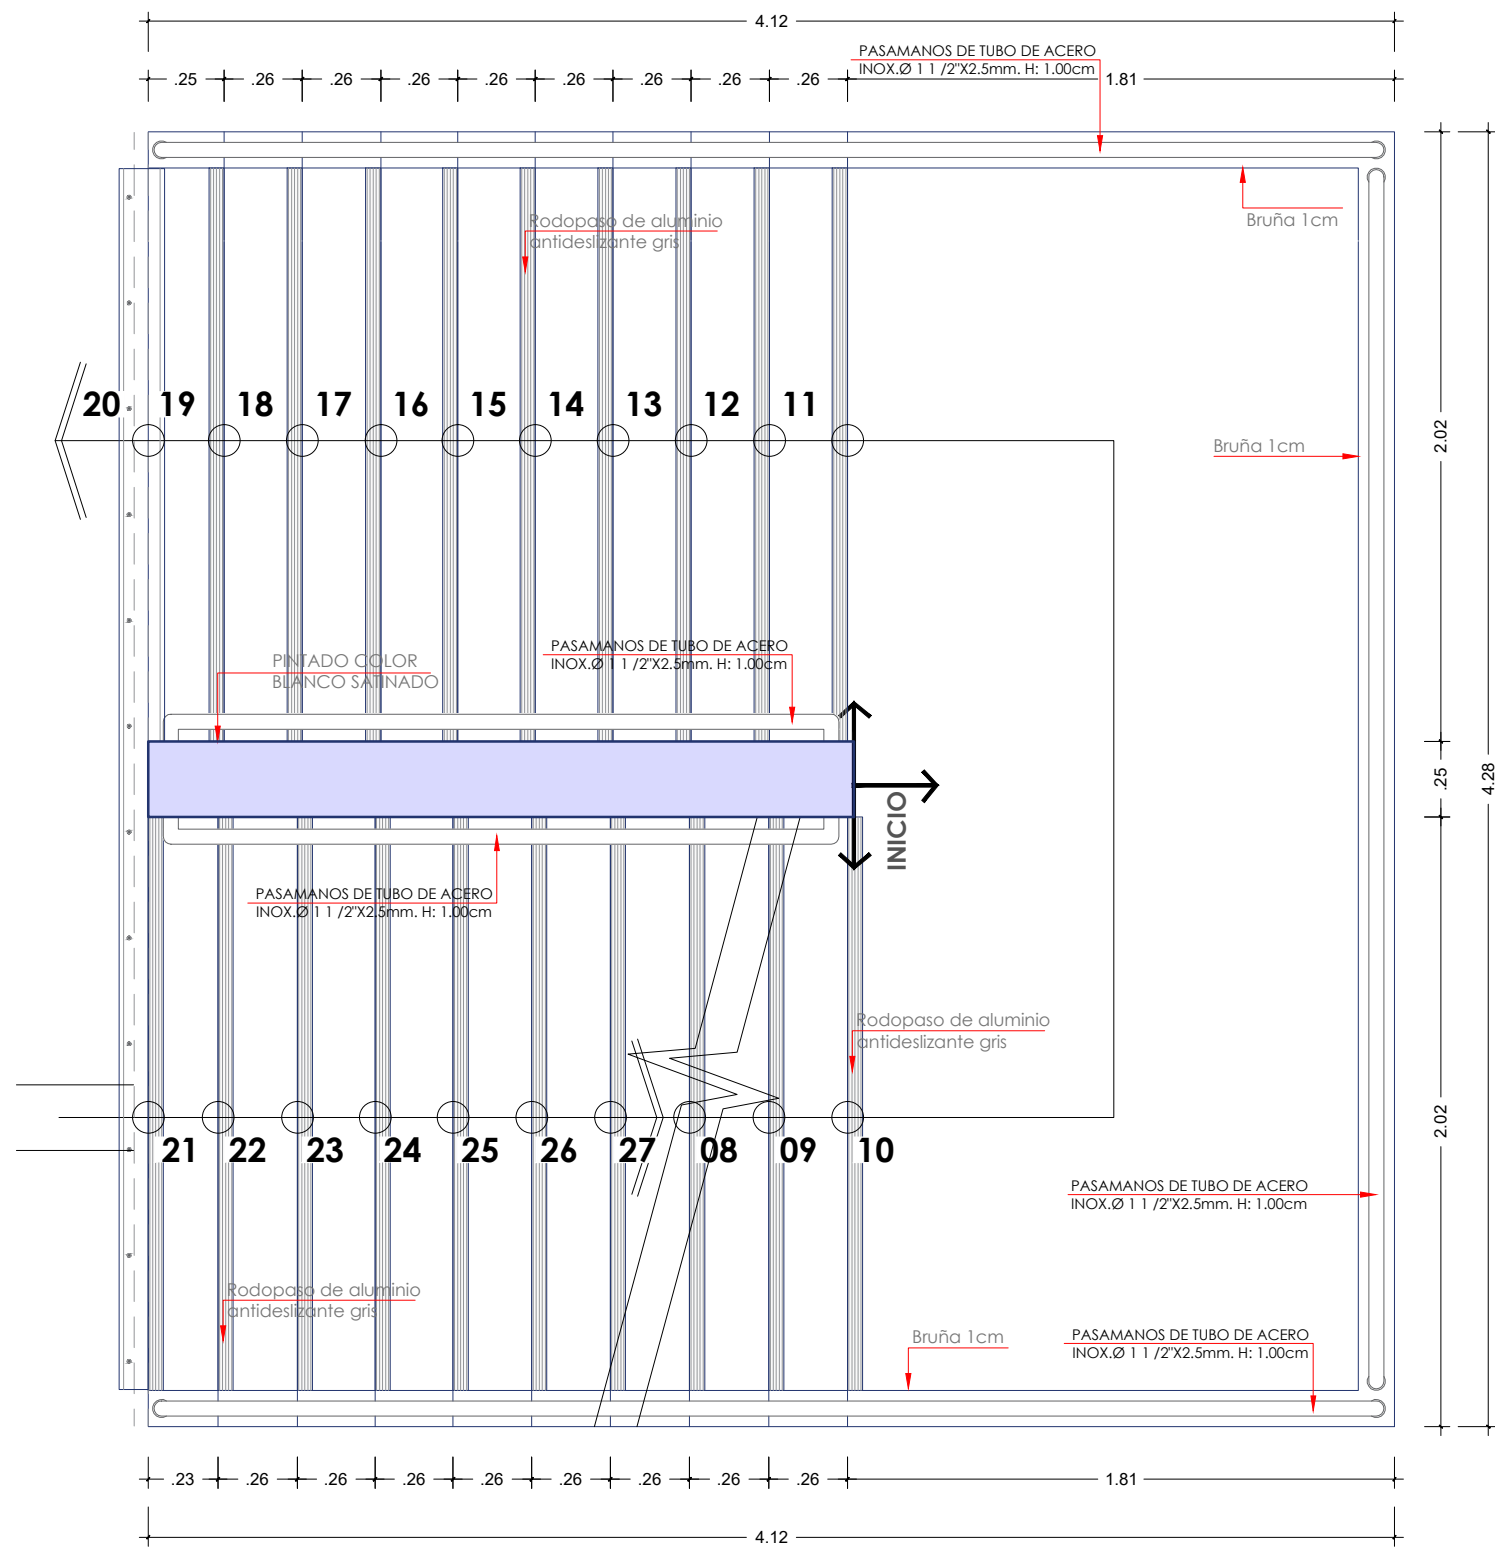 4.12
PASAMANOS DE TUBO DE ACERO
INOX.Ø 1 1 /2"X2.5mm. H: 1.00cm
.25 .26 .26 .26 .26 .26 .26 .26 .26 1.81
Rodopaso de aluminio
antideslizante gris
Bruña 1cm
20 19 18 17 16 15 14 13 12 11
Bruña 1cm
2.02
PASAMANOS DE TUBO DE ACERO
INOX.Ø 1 1 /2"X2.5mm. H: 1.00cm
PINTADO COLOR
BLANCO SATINADO
.25
4.28
INICIO
PASAMANOS DE TUBO DE ACERO
INOX.Ø 1 1 /2"X2.5mm. H: 1.00cm
Rodopaso de aluminio
antideslizante gris
2.02
21 22 23 24 25 26 27 08 09 10
PASAMANOS DE TUBO DE ACERO
INOX.Ø 1 1 /2"X2.5mm. H: 1.00cm
Rodopaso de aluminio
antideslizante gris
Bruña 1cm
PASAMANOS DE TUBO DE ACERO
INOX.Ø 1 1 /2"X2.5mm. H: 1.00cm
.23 .26 .26 .26 .26 .26 .26 .26 .26 1.81
4.12